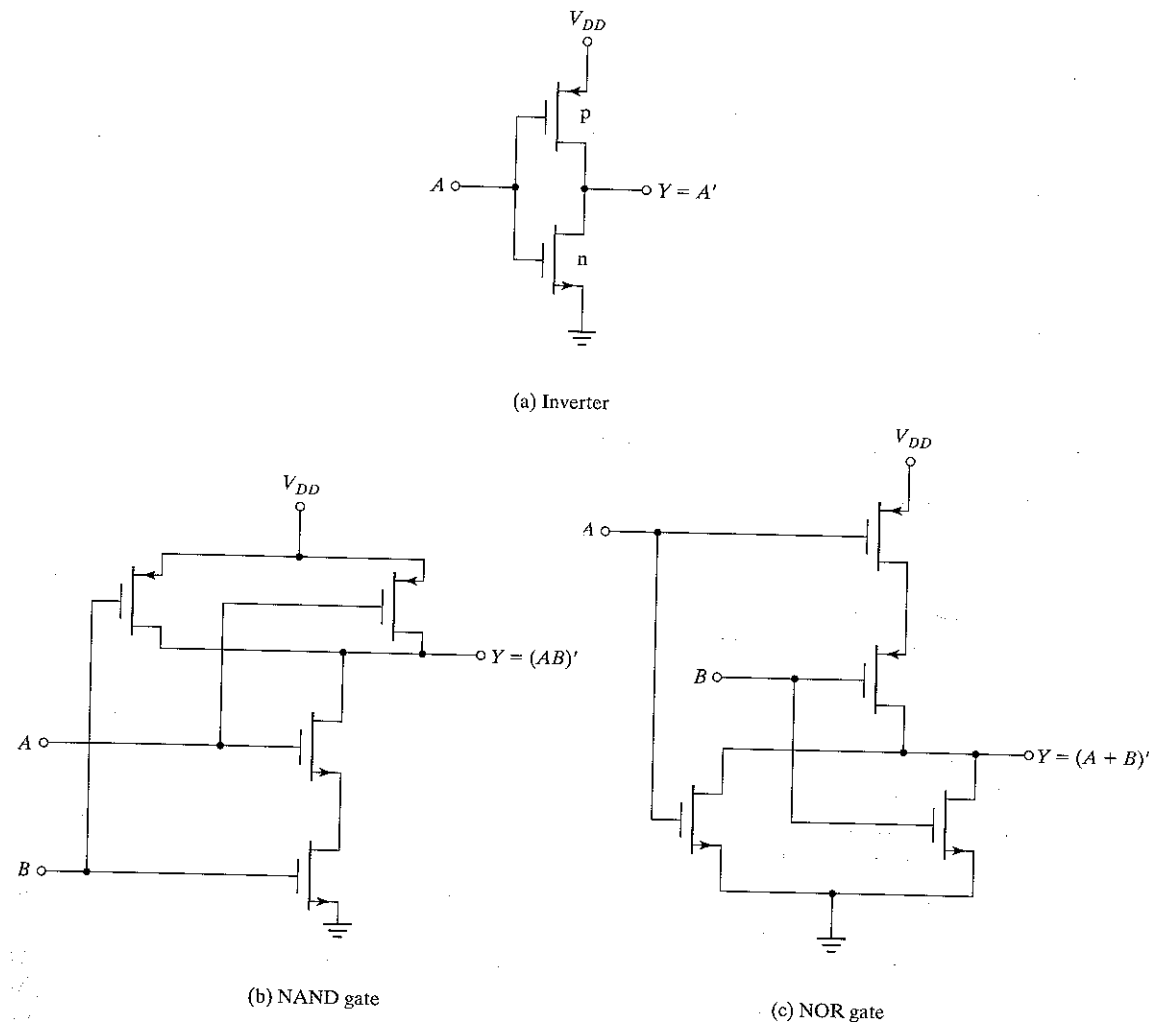 V_DD
p
A
Y = A'
n
(a) Inverter
V_DD
Y = (AB)'
A
B
(b) NAND gate
V_DD
A
B
Y = (A + B)'
(c) NOR gate